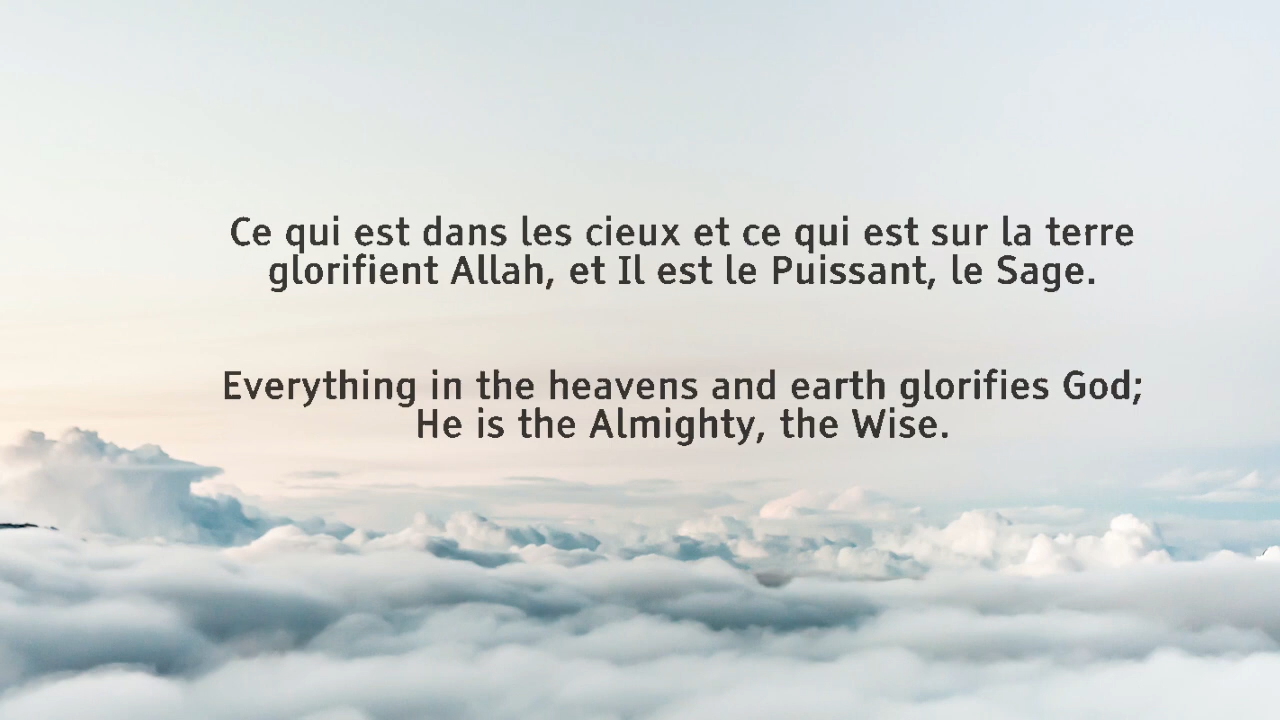 Ce qui est dans les cieux et ce qui est sur la terre
glorifient Allah, et Il est le Puissant, le Sage.
Everything in the heavens and earth glorifies God;
He is the Almighty, the Wise.